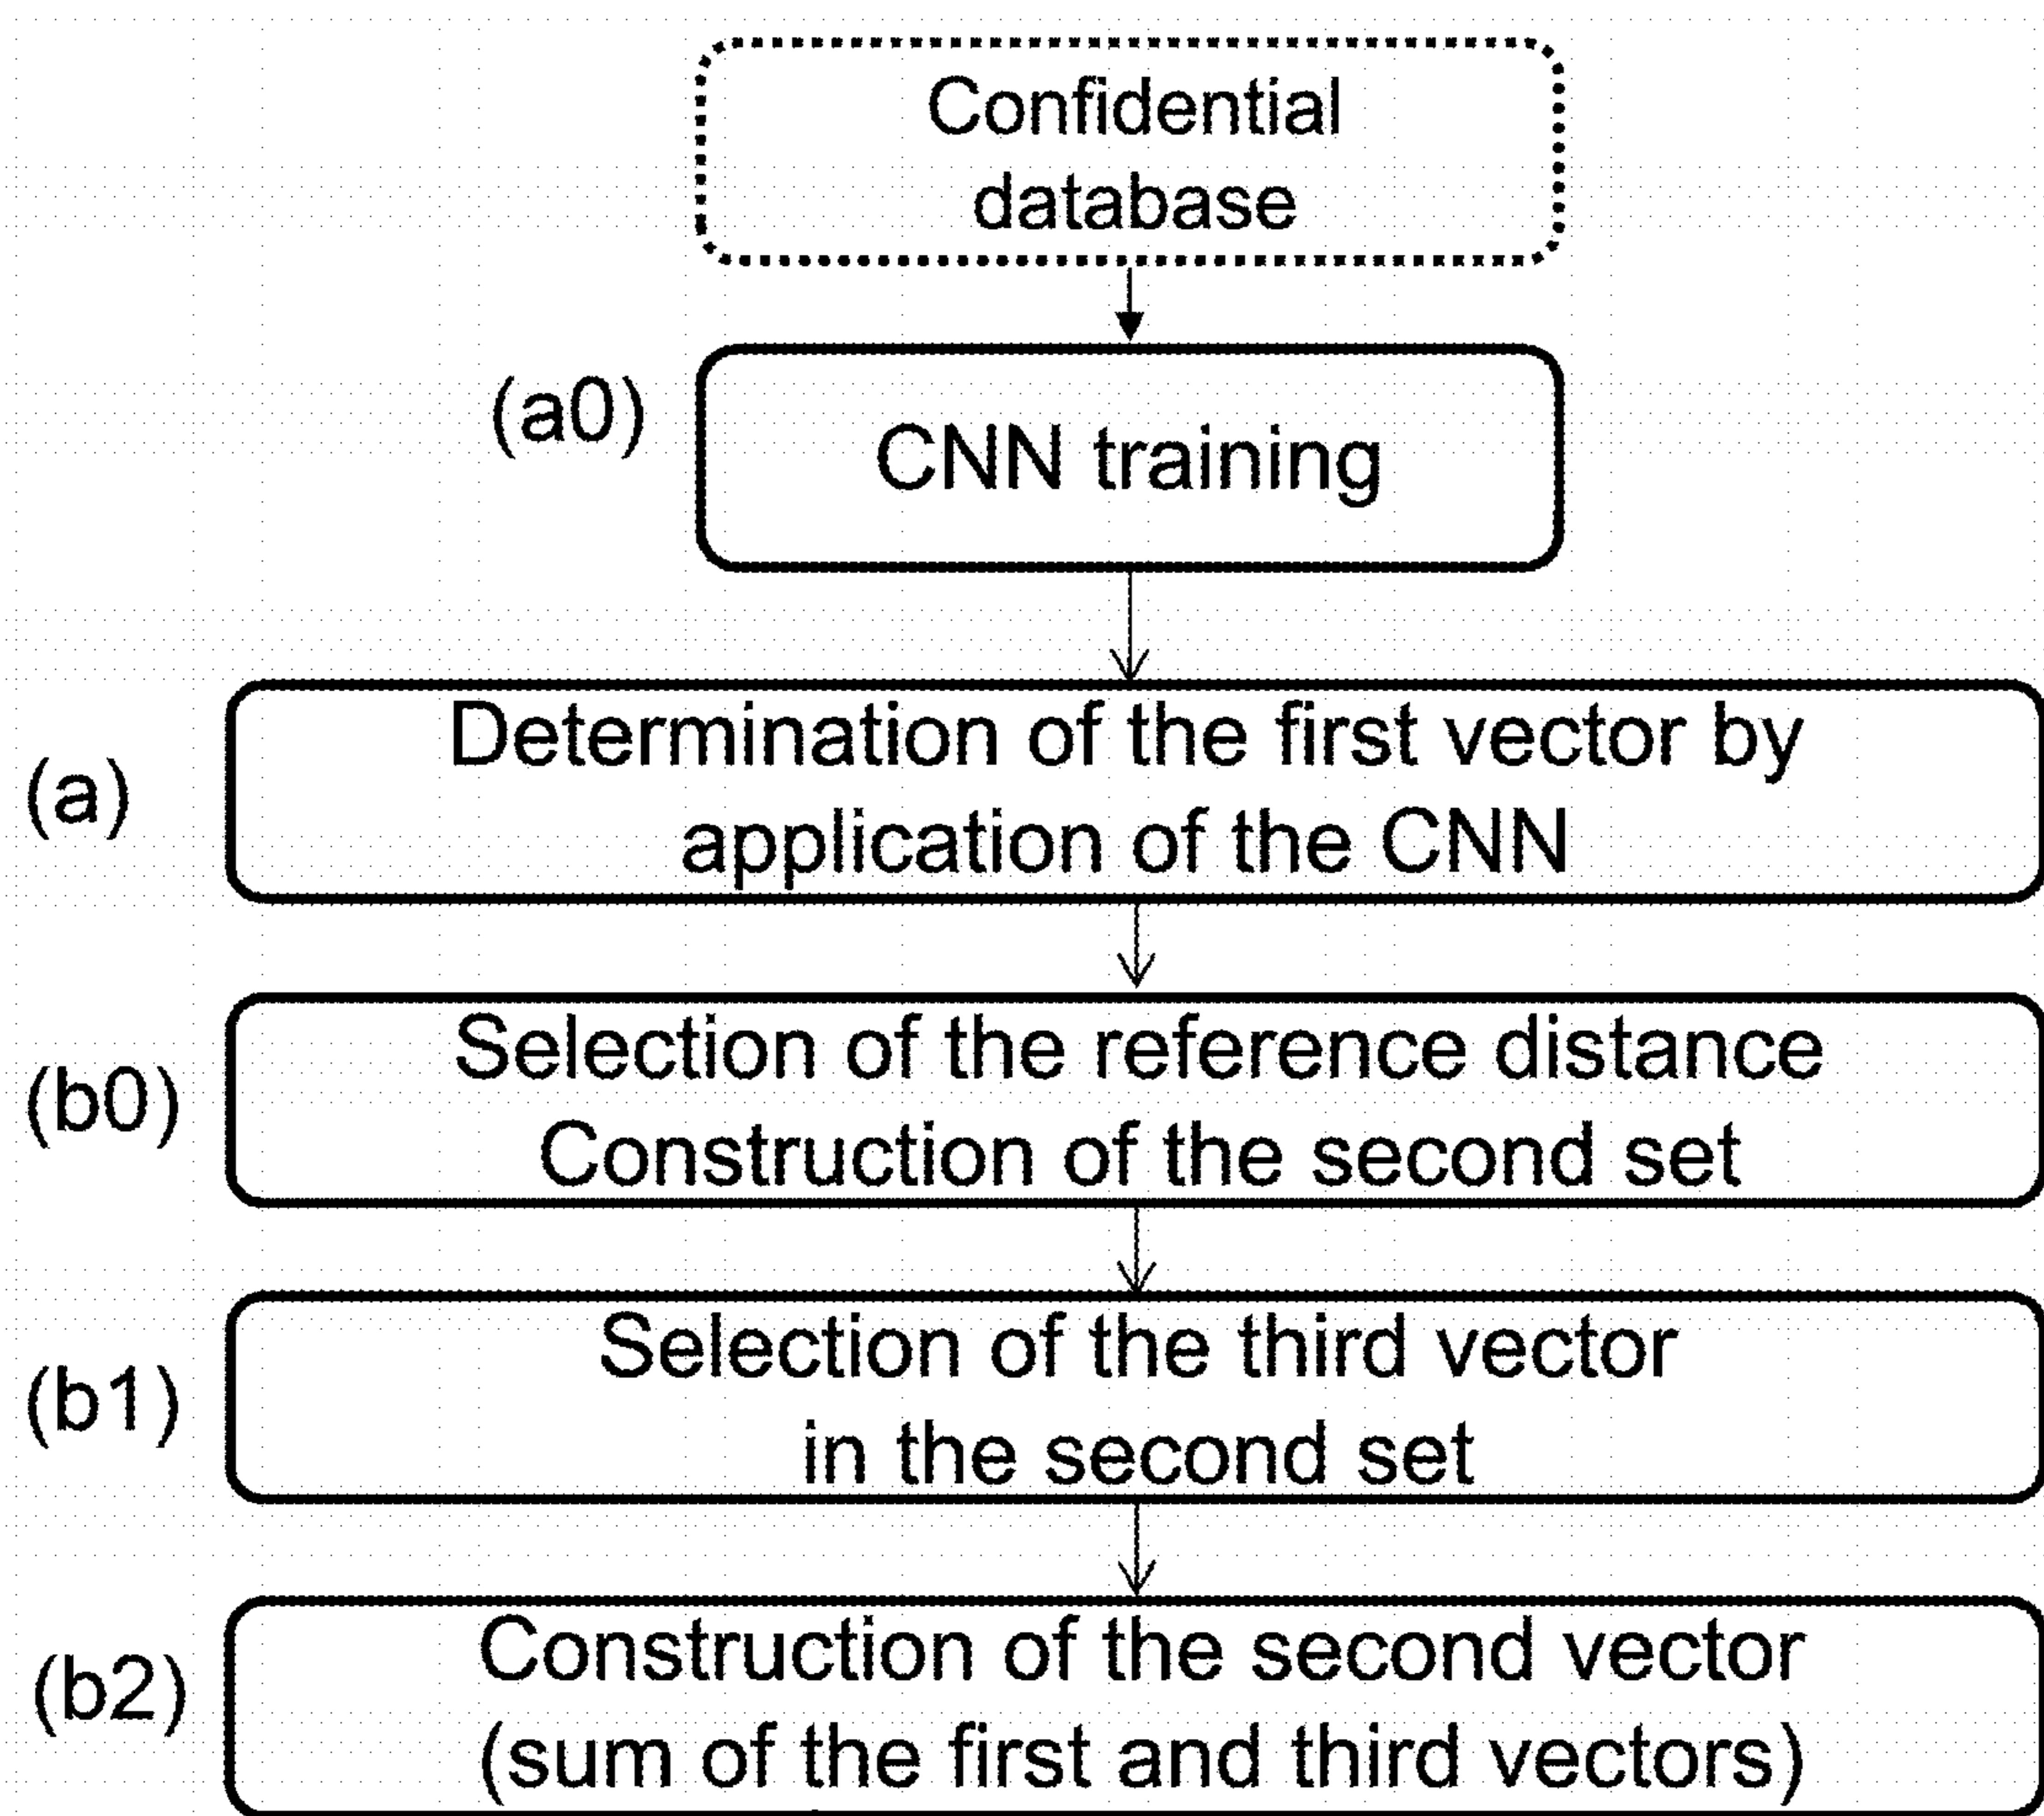 Confidential
database
(a0)
CNN training
(a)
Determination of the first vector by
application of the CNN
(b0)
Selection of the reference distance
Construction of the second set
(b1)
Selection of the third vector
in the second set
(b2)
Construction of the second vector
(sum of the first and third vectors)